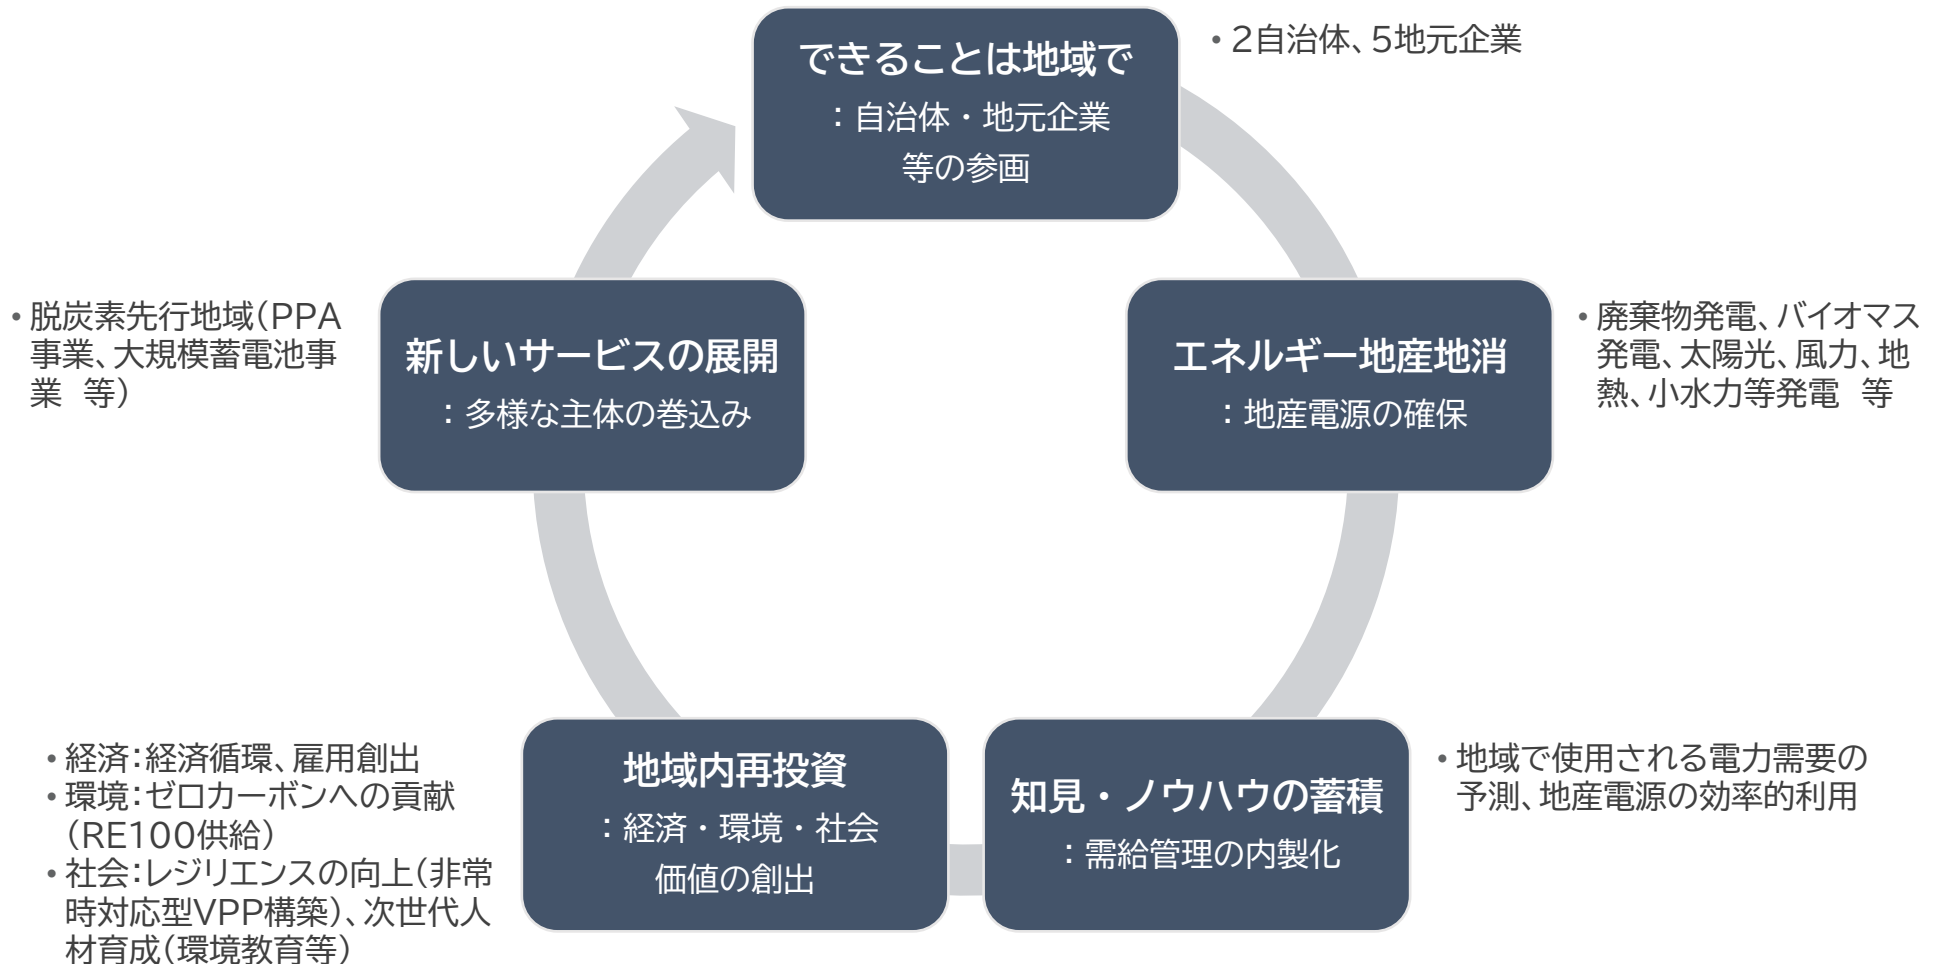 できることは地域で
：自治体・地元企業
等の参画
・2自治体、5地元企業
エネルギー地産地消
：地産電源の確保
・廃棄物発電、バイオマス
発電、太陽光、風力、地
熱、小水力等発電　等
知見・ノウハウの蓄積
：需給管理の内製化
・地域で使用される電力需要の
予測、地産電源の効率的利用
地域内再投資
：経済・環境・社会
価値の創出
・経済：経済循環、雇用創出
・環境：ゼロカーボンへの貢献
（RE100供給）
・社会：レジリエンスの向上（非常
時対応型VPP構築）、次世代人
材育成（環境教育等）
新しいサービスの展開
：多様な主体の巻込み
・脱炭素先行地域（PPA
事業、大規模蓄電池事
業　等）